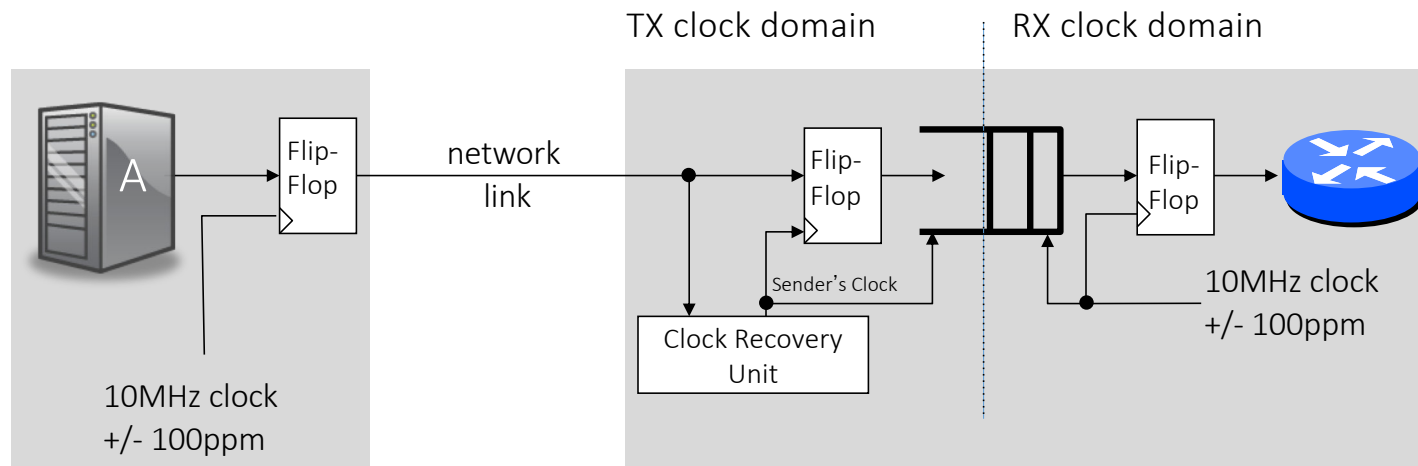 TX clock domain
RX clock domain
A
Flip-
Flop
network
link
Flip-
Flop
Flip-
Flop
Sender's Clock
Clock Recovery
Unit
10MHz clock
+/- 100ppm
10MHz clock
+/- 100ppm